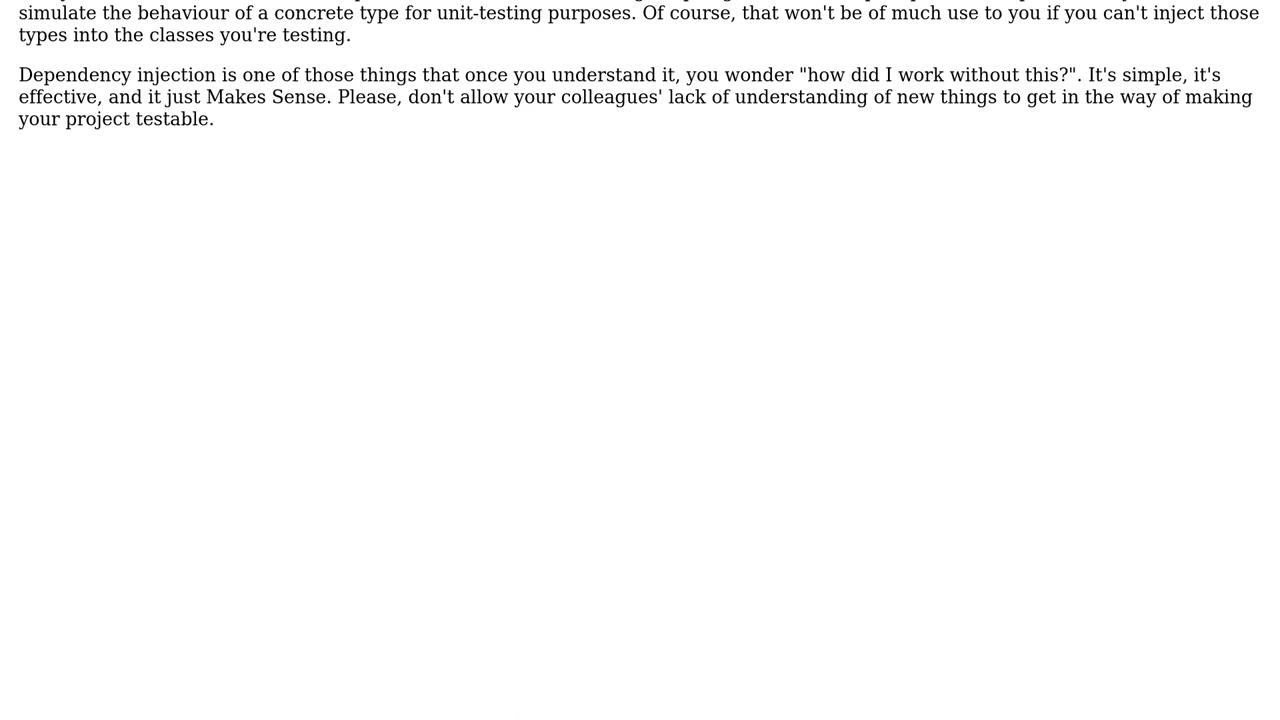 simulate the behaviour of a concrete type for unit-testing purposes. Of course, that won't be of much use to you if you can't inject those
types into the classes you're testing.
Dependency injection is one of those things that once you understand it, you wonder "how did I work without this?". It's simple, it's
effective, and it just Makes Sense. Please, don't allow your colleagues' lack of understanding of new things to get in the way of making
your project testable.